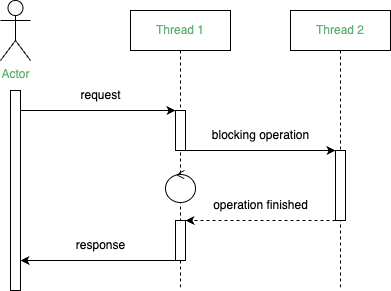 Thread 1
Thread 2
Actor
request
blocking operation
operation finished
response